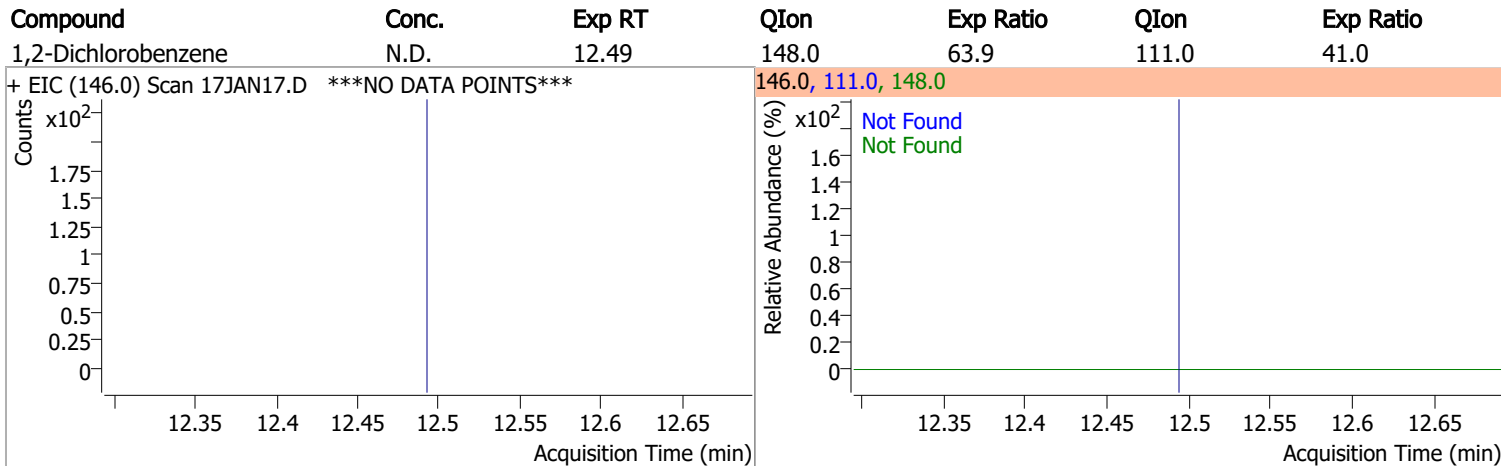 Compound Conc. Exp RT QIon Exp Ratio QIon Exp Ratio
1,2-Dichlorobenzene N.D. 12.49 148.0 63.9 111.0 41.0
+ EIC (146.0) Scan 17JAN17.D ***NO DATA POINTS***
Counts
x10²
1.75
1.5
1.25
1
0.75
0.5
0.25
0
12.35 12.4 12.45 12.5 12.55 12.6 12.65
Acquisition Time (min)
146.0, 111.0, 148.0
Relative Abundance (%)
x10²
Not Found
Not Found
1.6
1.4
1.2
1
0.8
0.6
0.4
0.2
0
12.35 12.4 12.45 12.5 12.55 12.6 12.65
Acquisition Time (min)